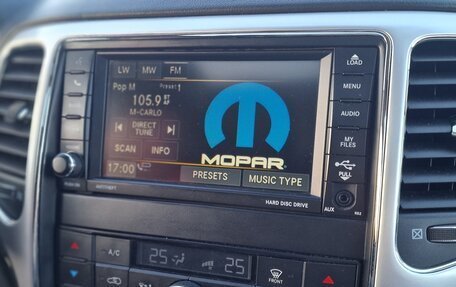 LOAD
LW MW FM
MENU
Pop M Preset1
105.9
M-CARLO
AUDIO
DIRECT TUNE
MY FILES
SCAN INFO
MOPAR
PULL
17:00
PRESETS MUSIC TYPE
HARD DISC DRIVE
AUX
A/C 25 25
FRONT